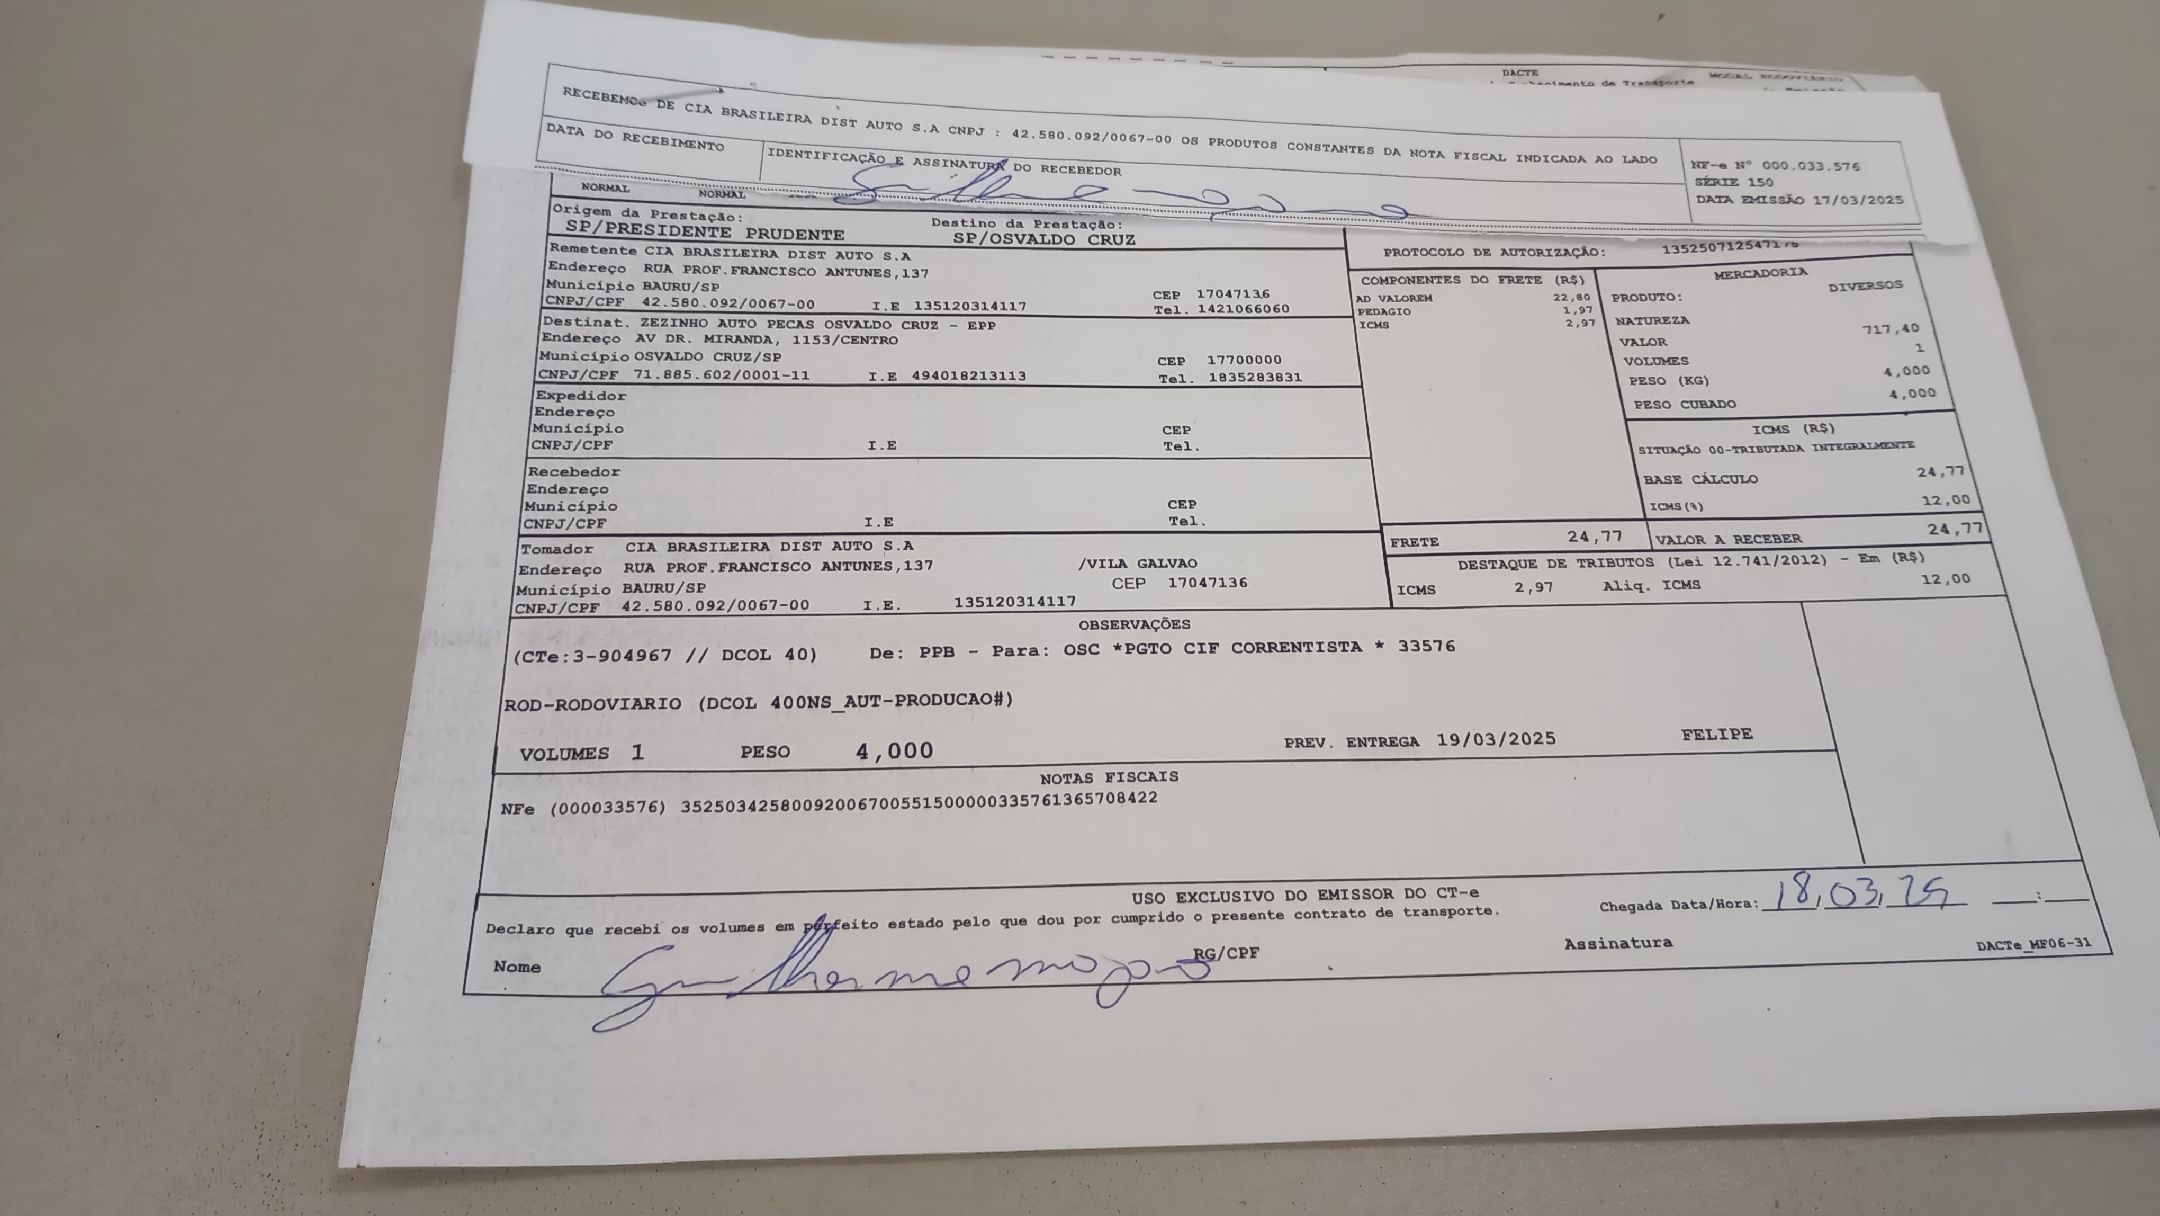 DACTE
RECEBEMOS DE CIA BRASILEIRA DIST AUTO S.A CNPJ : 42.580.092/0067-00 OS PRODUTOS CONSTANTES DA NOTA FISCAL INDICADA AO LADO
DATA DO RECEBIMENTO IDENTIFICAÇÃO E ASSINATURA DO RECEBEDOR
NF-e Nº 000.033.576
SÉRIE 150
DATA EMISSÃO 17/03/2025
NORMAL NORMAL
Origem da Prestação: Destino da Prestação:
SP/PRESIDENTE PRUDENTE SP/OSVALDO CRUZ
Remetente CIA BRASILEIRA DIST AUTO S.A
Endereço RUA PROF.FRANCISCO ANTUNES,137
Município BAURU/SP CEP 17047136
CNPJ/CPF 42.580.092/0067-00 I.E 135120314117 Tel. 1421066060
Destinat. ZEZINHO AUTO PECAS OSVALDO CRUZ - EPP
Endereço AV DR. MIRANDA, 1153/CENTRO
Município OSVALDO CRUZ/SP CEP 17700000
CNPJ/CPF 71.885.602/0001-11 I.E 494018213113 Tel. 1835283831
Expedidor
Endereço
Município CEP
CNPJ/CPF I.E Tel.
Recebedor
Endereço
Município CEP
CNPJ/CPF I.E Tel.
Tomador CIA BRASILEIRA DIST AUTO S.A
Endereço RUA PROF.FRANCISCO ANTUNES,137 /VILA GALVAO
Município BAURU/SP CEP 17047136
CNPJ/CPF 42.580.092/0067-00 I.E. 135120314117
PROTOCOLO DE AUTORIZAÇÃO:
COMPONENTES DO FRETE (R$)
AD VALOREM 22,80
PEDAGIO 1,97
ICMS 2,97
MERCADORIA
PRODUTO: DIVERSOS
NATUREZA
VALOR 717,40
VOLUMES 1
PESO (KG) 4,000
PESO CUBADO 4,000
ICMS (R$)
SITUAÇÃO 00-TRIBUTADA INTEGRALMENTE
BASE CÁLCULO 24,77
ICMS(%) 12,00
FRETE 24,77 VALOR A RECEBER 24,77
DESTAQUE DE TRIBUTOS (Lei 12.741/2012) - Em (R$)
ICMS 2,97 Aliq. ICMS 12,00
OBSERVAÇÕES
(CTe:3-904967 // DCOL 40) De: PPB - Para: OSC *PGTO CIF CORRENTISTA * 33576
ROD-RODOVIARIO (DCOL 400NS_AUT-PRODUCAO#)
VOLUMES 1 PESO 4,000 PREV. ENTREGA 19/03/2025 FELIPE
NOTAS FISCAIS
NFe (000033576) 35250342580092006700551500000335761365708422
USO EXCLUSIVO DO EMISSOR DO CT-e
Declaro que recebi os volumes em perfeito estado pelo que dou por cumprido o presente contrato de transporte.
Chegada Data/Hora: 18,03,25 :
Nome Guilherme RG/CPF Assinatura DACTe_MF06-31